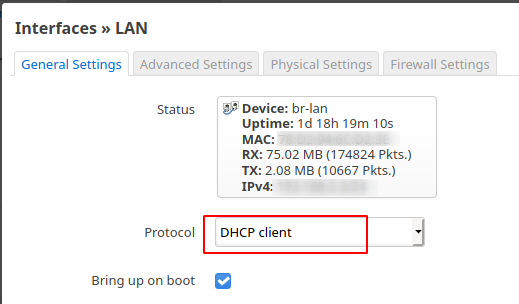 Interfaces » LAN
General Settings Advanced Settings Physical Settings Firewall Settings
Status
Device: br-lan
Uptime: 1d 18h 19m 10s
MAC:
RX: 75.02 MB (174824 Pkts.)
TX: 2.08 MB (10667 Pkts.)
IPv4:
Protocol DHCP client
Bring up on boot